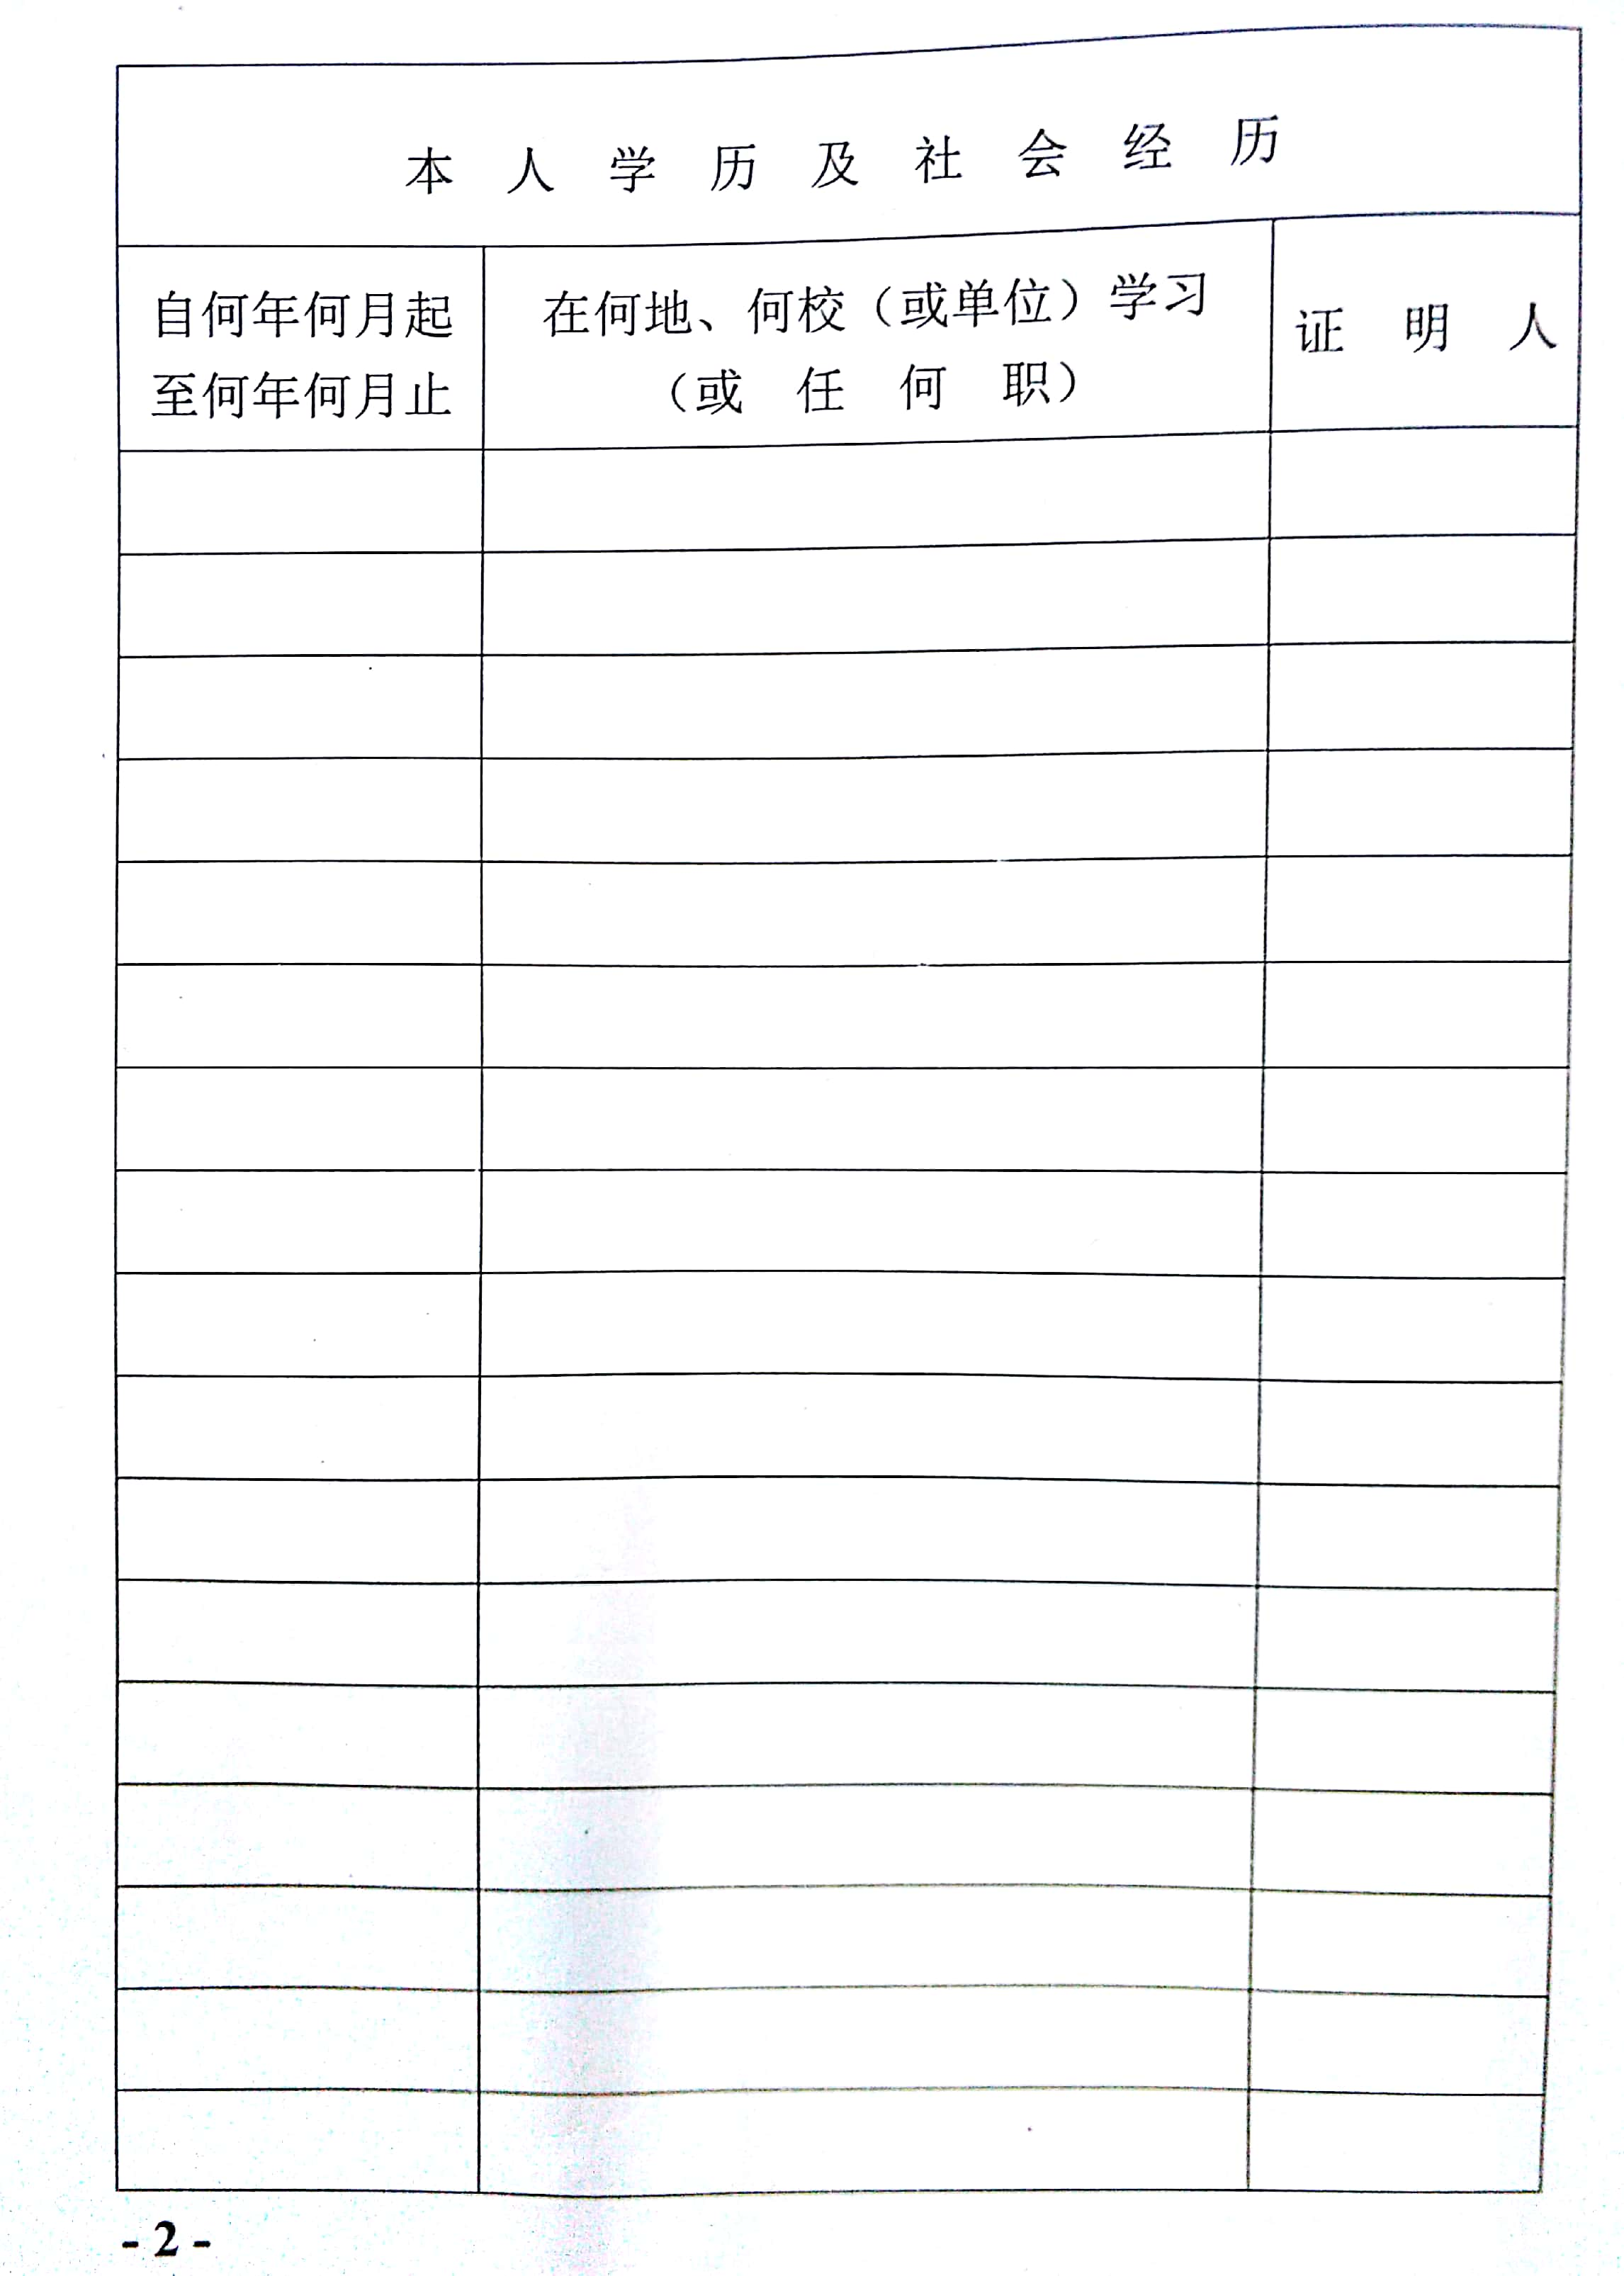 本人学历及社会经历
自何年何月起
至何年何月止
在何地、何校（或单位）学习
（或任何职）
证明人
- 2 -